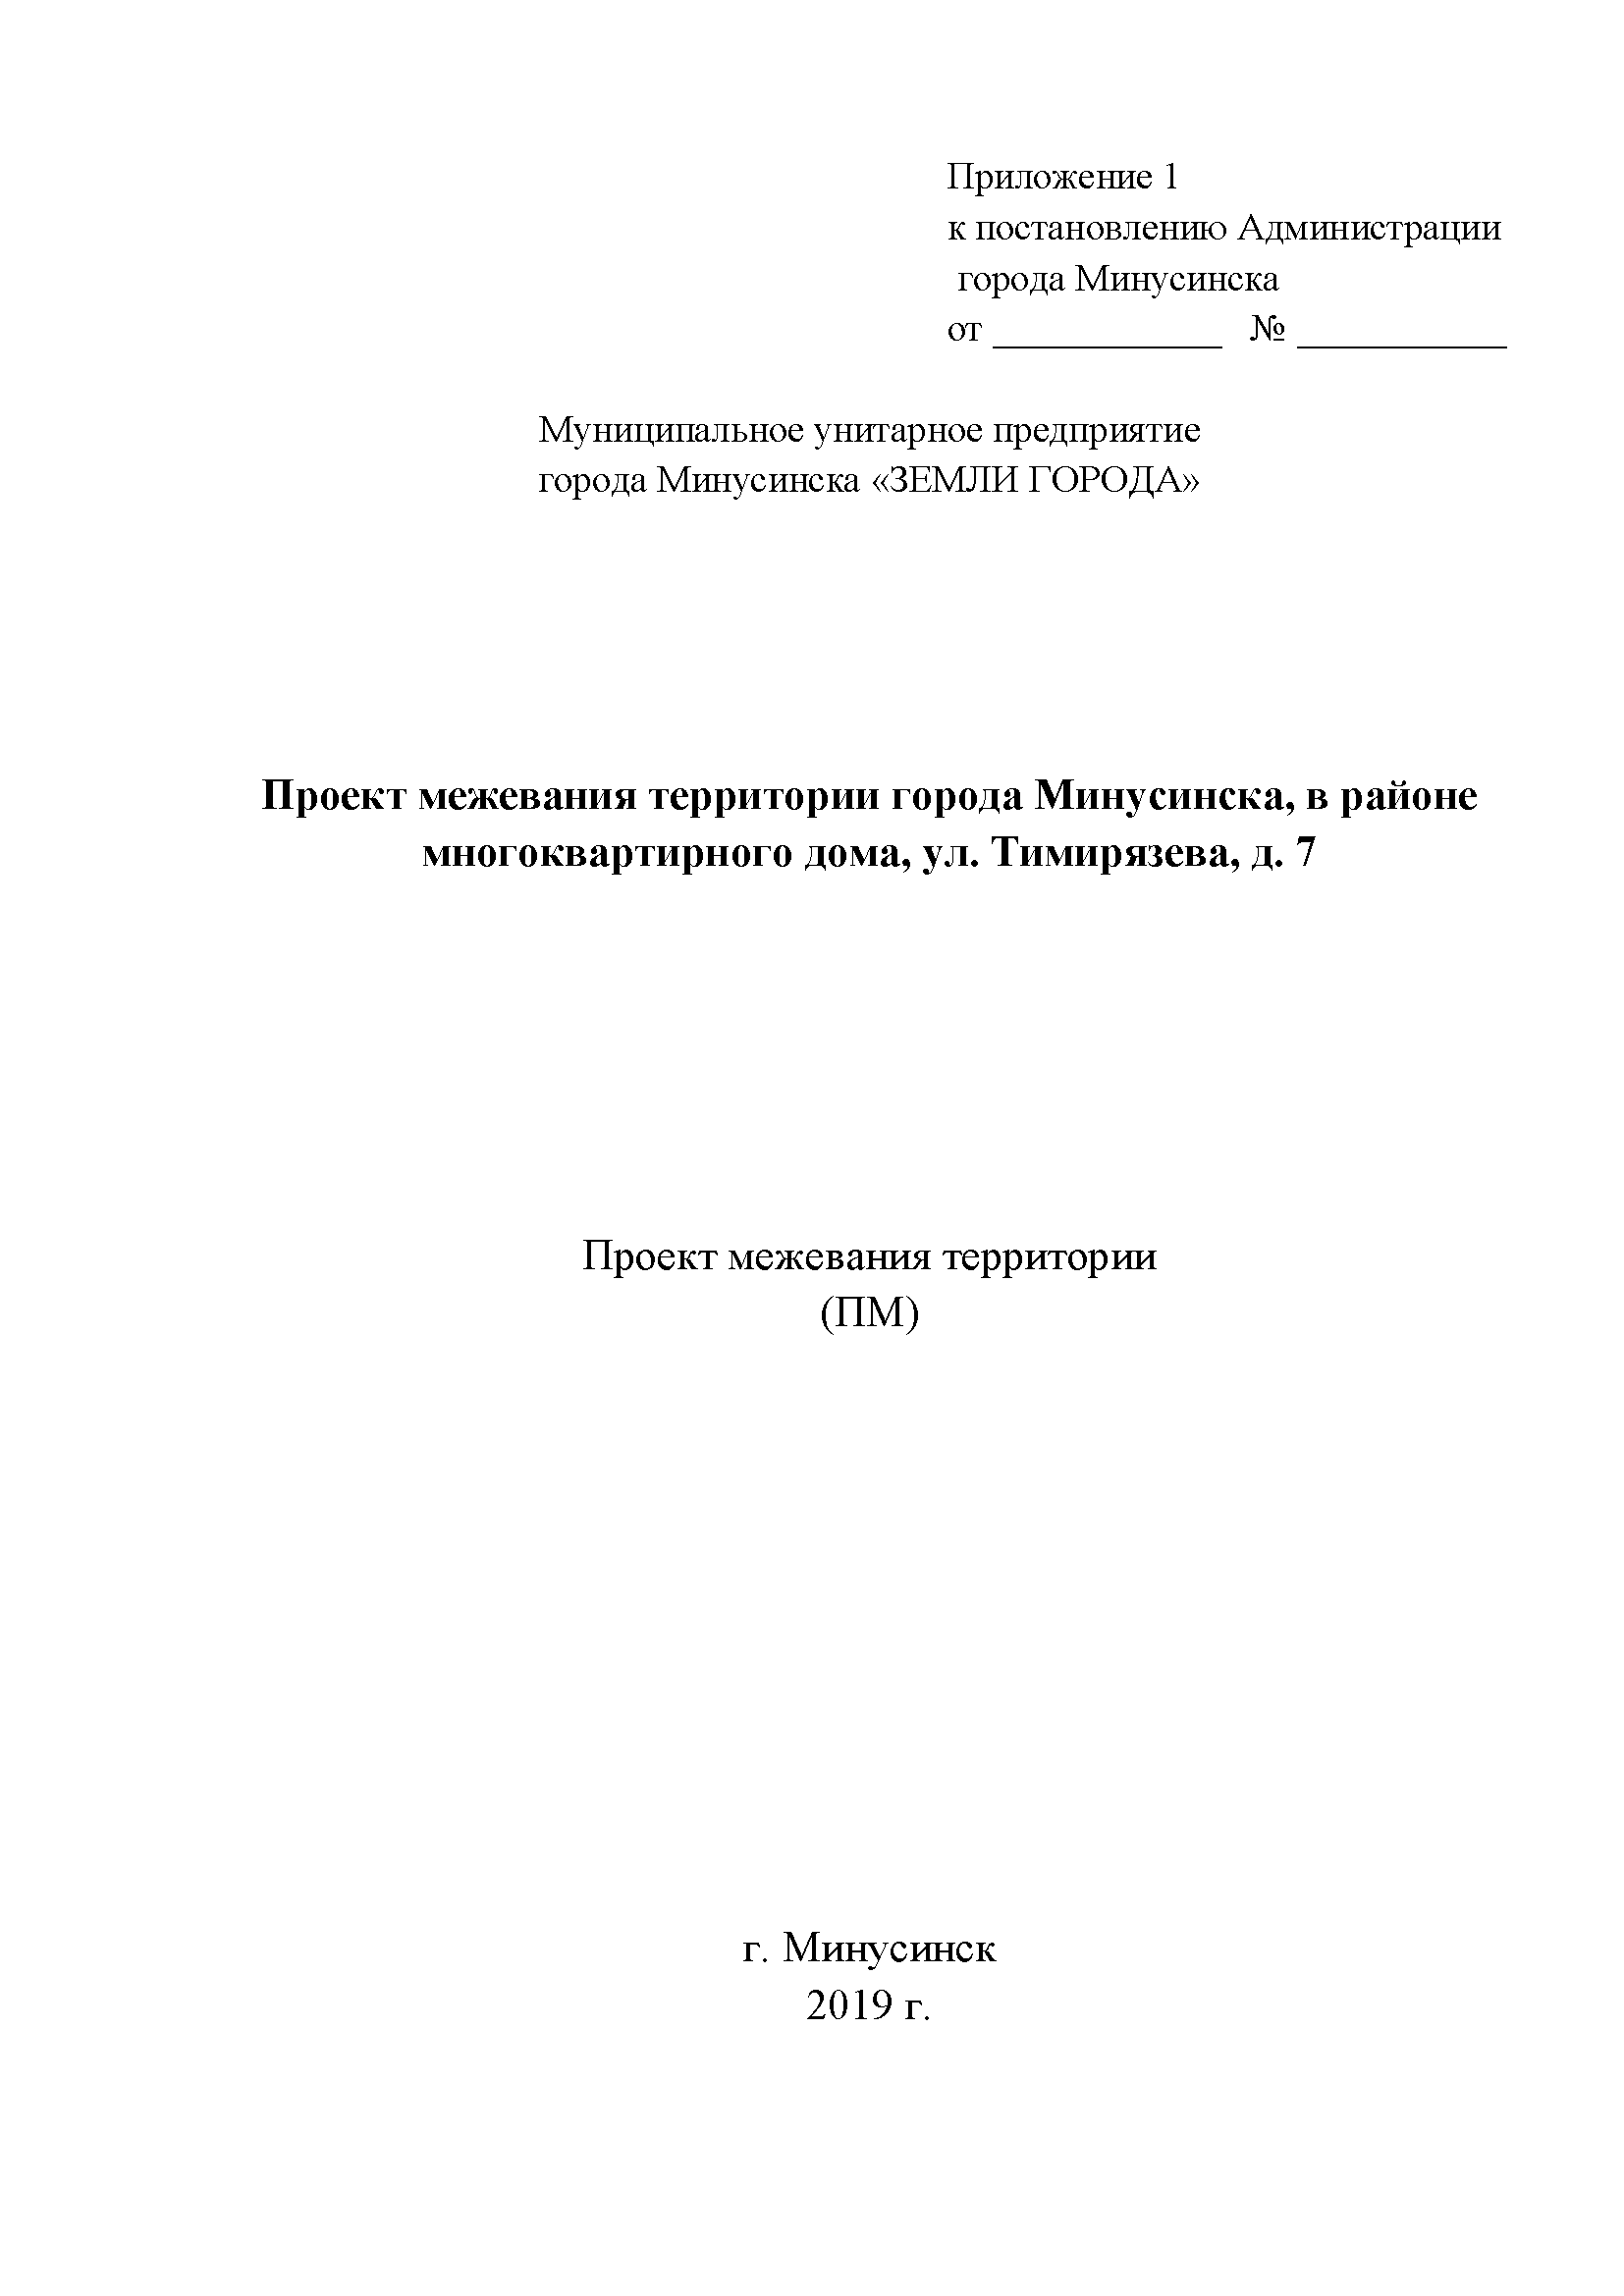 Приложение 1
к постановлению Администрации
города Минусинска
от ___________ № __________
Муниципальное унитарное предприятие
города Минусинска «ЗЕМЛИ ГОРОДА»
Проект межевания территории города Минусинска, в районе
многоквартирного дома, ул. Тимирязева, д. 7
Проект межевания территории
(ПМ)
г. Минусинск
2019 г.